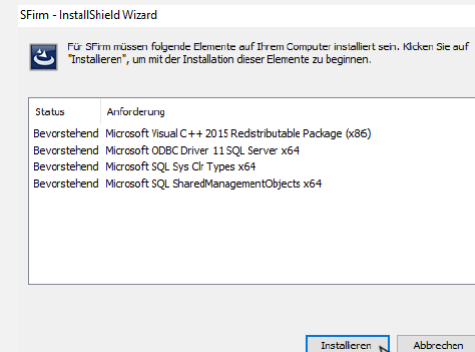 SFirm - InstallShield Wizard
Für SFirm müssen folgende Elemente auf Ihrem Computer installiert sein. Klicken Sie auf
"Installieren", um mit der Installation dieser Elemente zu beginnen.
Status Anforderung
Bevorstehend Microsoft Visual C++ 2015 Redistributable Package (x86)
Bevorstehend Microsoft ODBC Driver 11 SQL Server x64
Bevorstehend Microsoft SQL Sys Clr Types x64
Bevorstehend Microsoft SQL SharedManagementObjects x64
Installieren Abbrechen